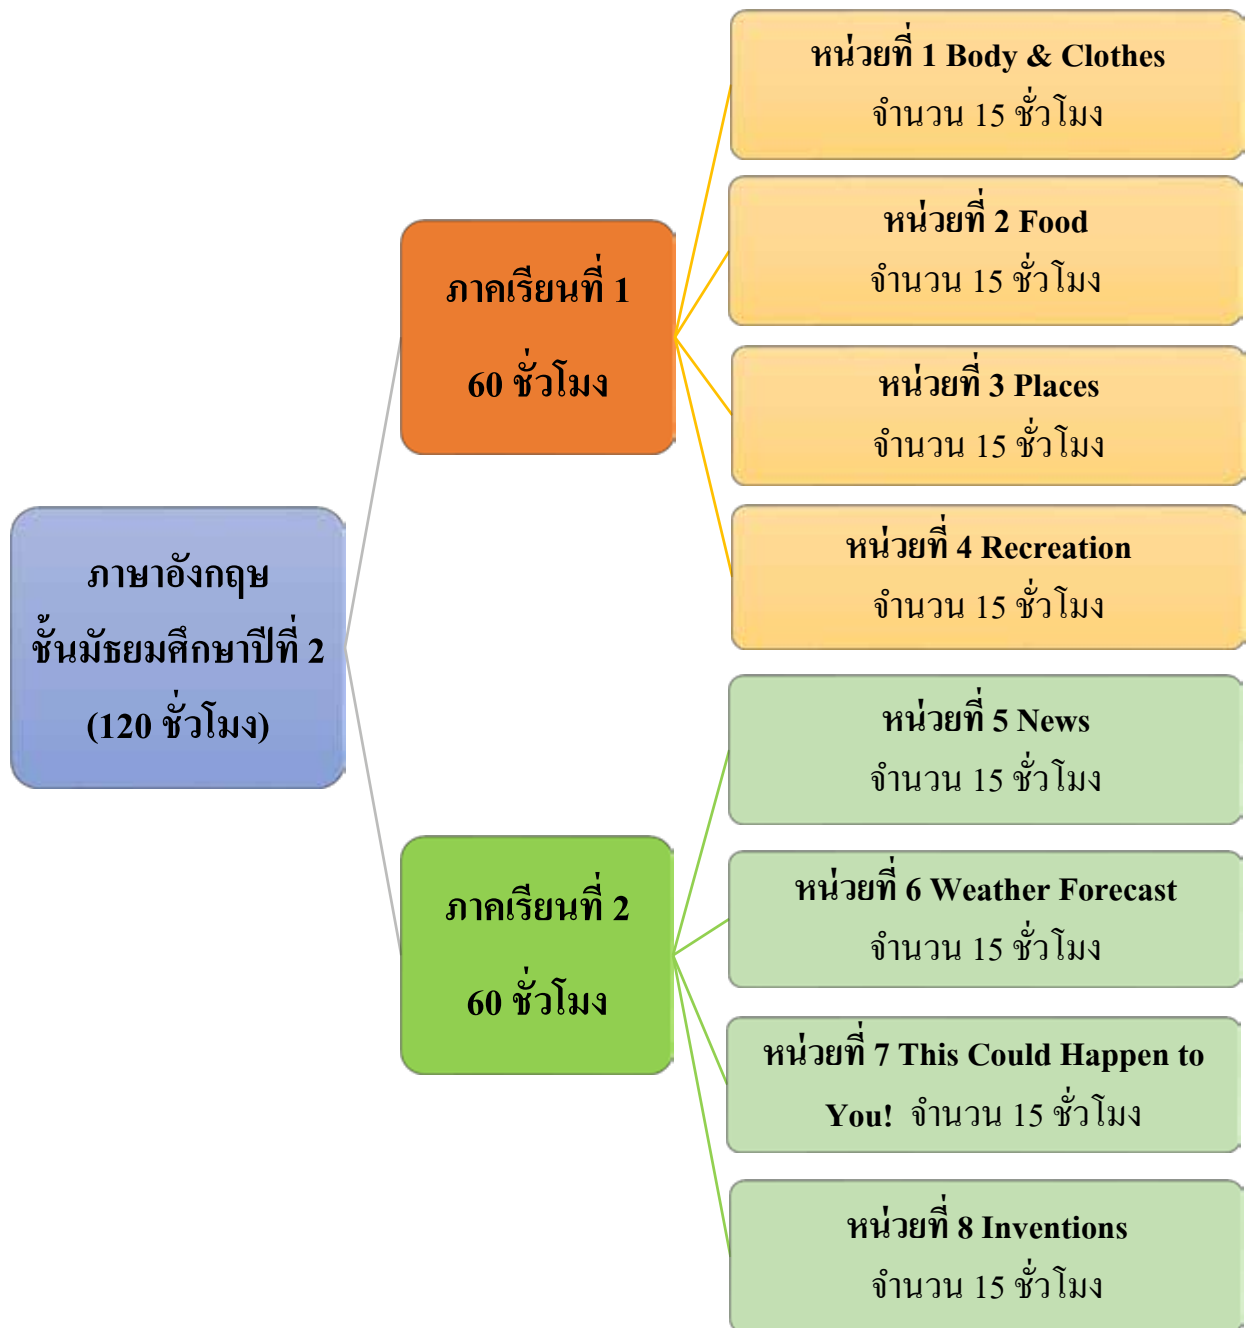 ภาษาอังกฤษ
ชั้นมัธยมศึกษาปีที่ 2
(120 ชั่วโมง)
ภาคเรียนที่ 1
60 ชั่วโมง
หน่วยที่ 1 Body & Clothes
จำนวน 15 ชั่วโมง
หน่วยที่ 2 Food
จำนวน 15 ชั่วโมง
หน่วยที่ 3 Places
จำนวน 15 ชั่วโมง
หน่วยที่ 4 Recreation
จำนวน 15 ชั่วโมง
ภาคเรียนที่ 2
60 ชั่วโมง
หน่วยที่ 5 News
จำนวน 15 ชั่วโมง
หน่วยที่ 6 Weather Forecast
จำนวน 15 ชั่วโมง
หน่วยที่ 7 This Could Happen to
You! จำนวน 15 ชั่วโมง
หน่วยที่ 8 Inventions
จำนวน 15 ชั่วโมง